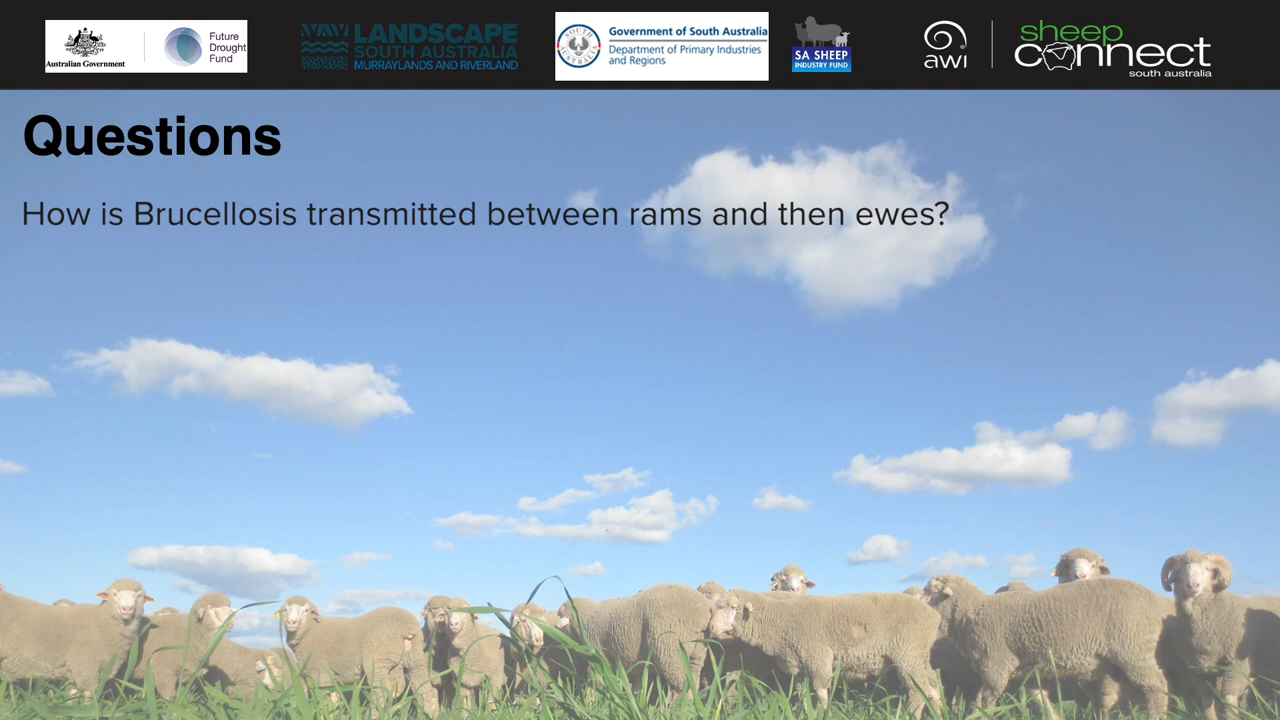 Australian Government
Future
Drought
Fund
LANDSCAPE
SOUTH AUSTRALIA
MURRAYLANDS AND RIVERLAND
SOUTH
AUSTRALIA
Government of South Australia
Department of Primary Industries
and Regions
SA SHEEP
INDUSTRY FUND
awi
sheep
connect
south australia
Questions
How is Brucellosis transmitted between rams and then ewes?